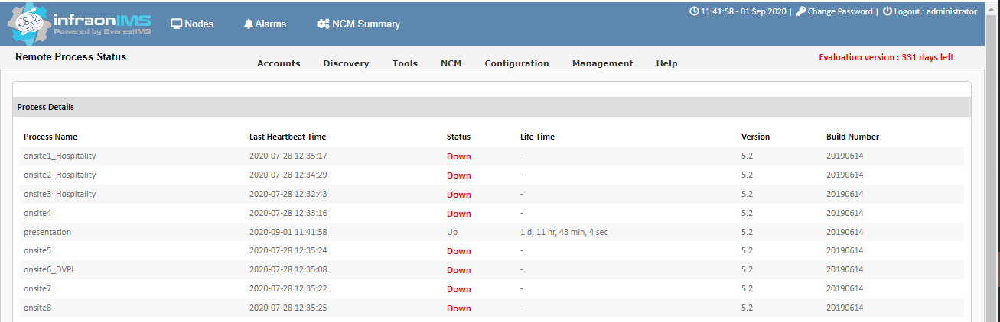 infraonIMS
Powered by EverestIMS
Nodes Alarms NCM Summary
11:41:58 - 01 Sep 2020 | Change Password | Logout : administrator
Remote Process Status
Accounts Discovery Tools NCM Configuration Management Help
Evaluation version : 331 days left
Process Details
Process Name Last Heartbeat Time Status Life Time Version Build Number
onsite1_Hospitality 2020-07-28 12:35:17 Down - 5.2 20190614
onsite2_Hospitality 2020-07-28 12:34:29 Down - 5.2 20190614
onsite3_Hospitality 2020-07-28 12:32:43 Down - 5.2 20190614
onsite4 2020-07-28 12:33:16 Down - 5.2 20190614
presentation 2020-09-01 11:41:58 Up 1 d, 11 hr, 43 min, 4 sec 5.2 20190614
onsite5 2020-07-28 12:35:24 Down - 5.2 20190614
onsite6_DVPL 2020-07-28 12:35:08 Down - 5.2 20190614
onsite7 2020-07-28 12:35:22 Down - 5.2 20190614
onsite8 2020-07-28 12:35:25 Down - 5.2 20190614